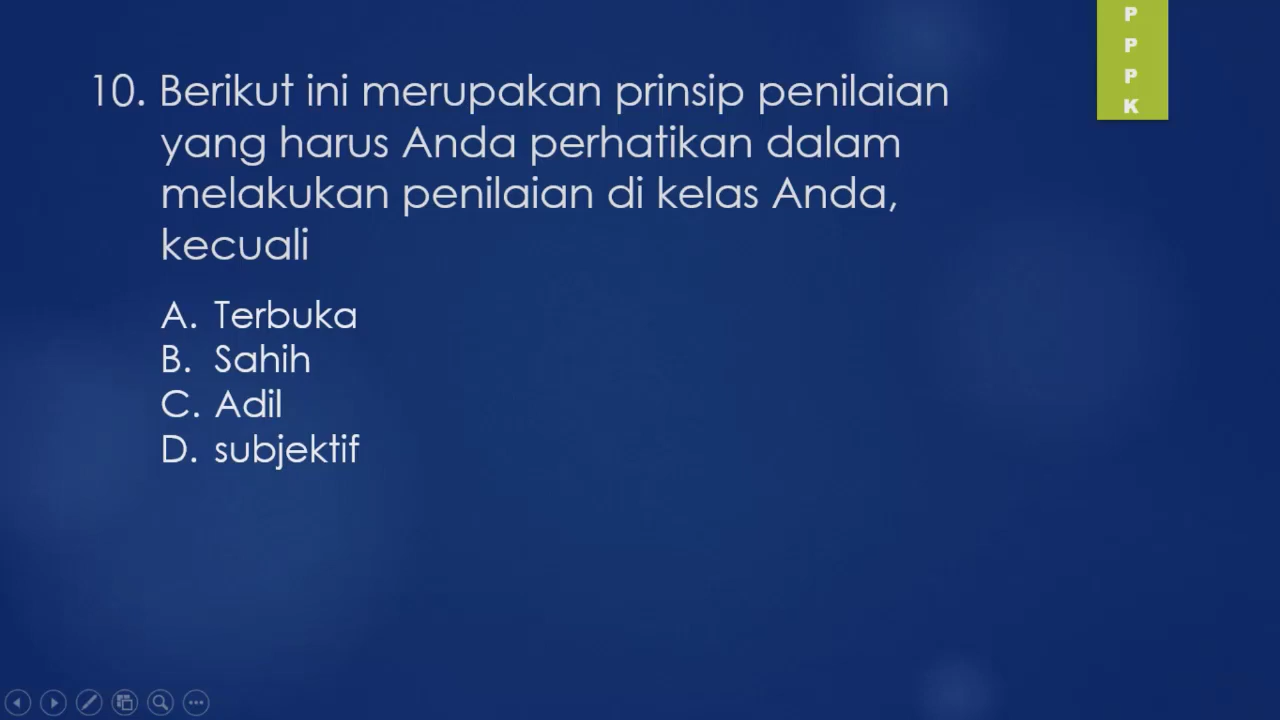 P
P
P
K
10. Berikut ini merupakan prinsip penilaian
yang harus Anda perhatikan dalam
melakukan penilaian di kelas Anda,
kecuali
A. Terbuka
B. Sahih
C. Adil
D. subjektif